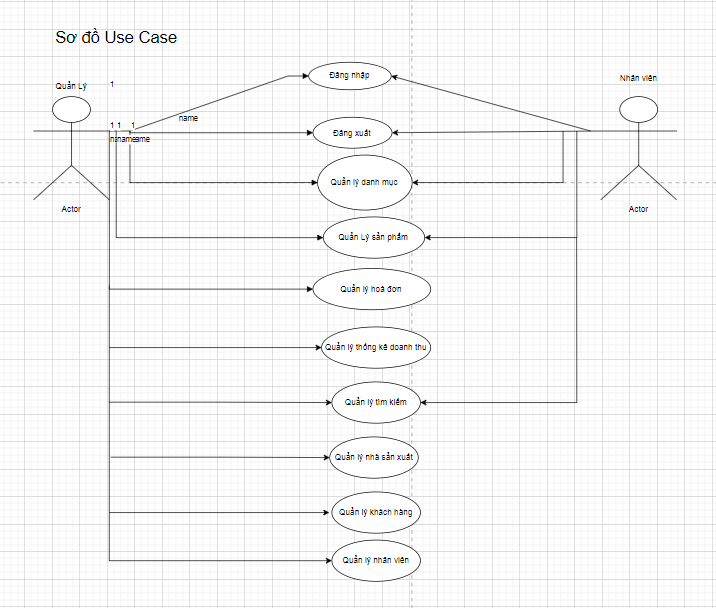 Sơ đồ Use Case
Quản Lý
1
Nhân viên
Đăng nhập
name
1 1 1
name
Đăng xuất
Quản lý danh mục
Actor
Actor
Quản Lý sản phẩm
Quản lý hoá đơn
Quản lý thống kê doanh thu
Quản lý tìm kiếm
Quản lý nhà sản xuất
Quản lý khách hàng
Quản lý nhân viên